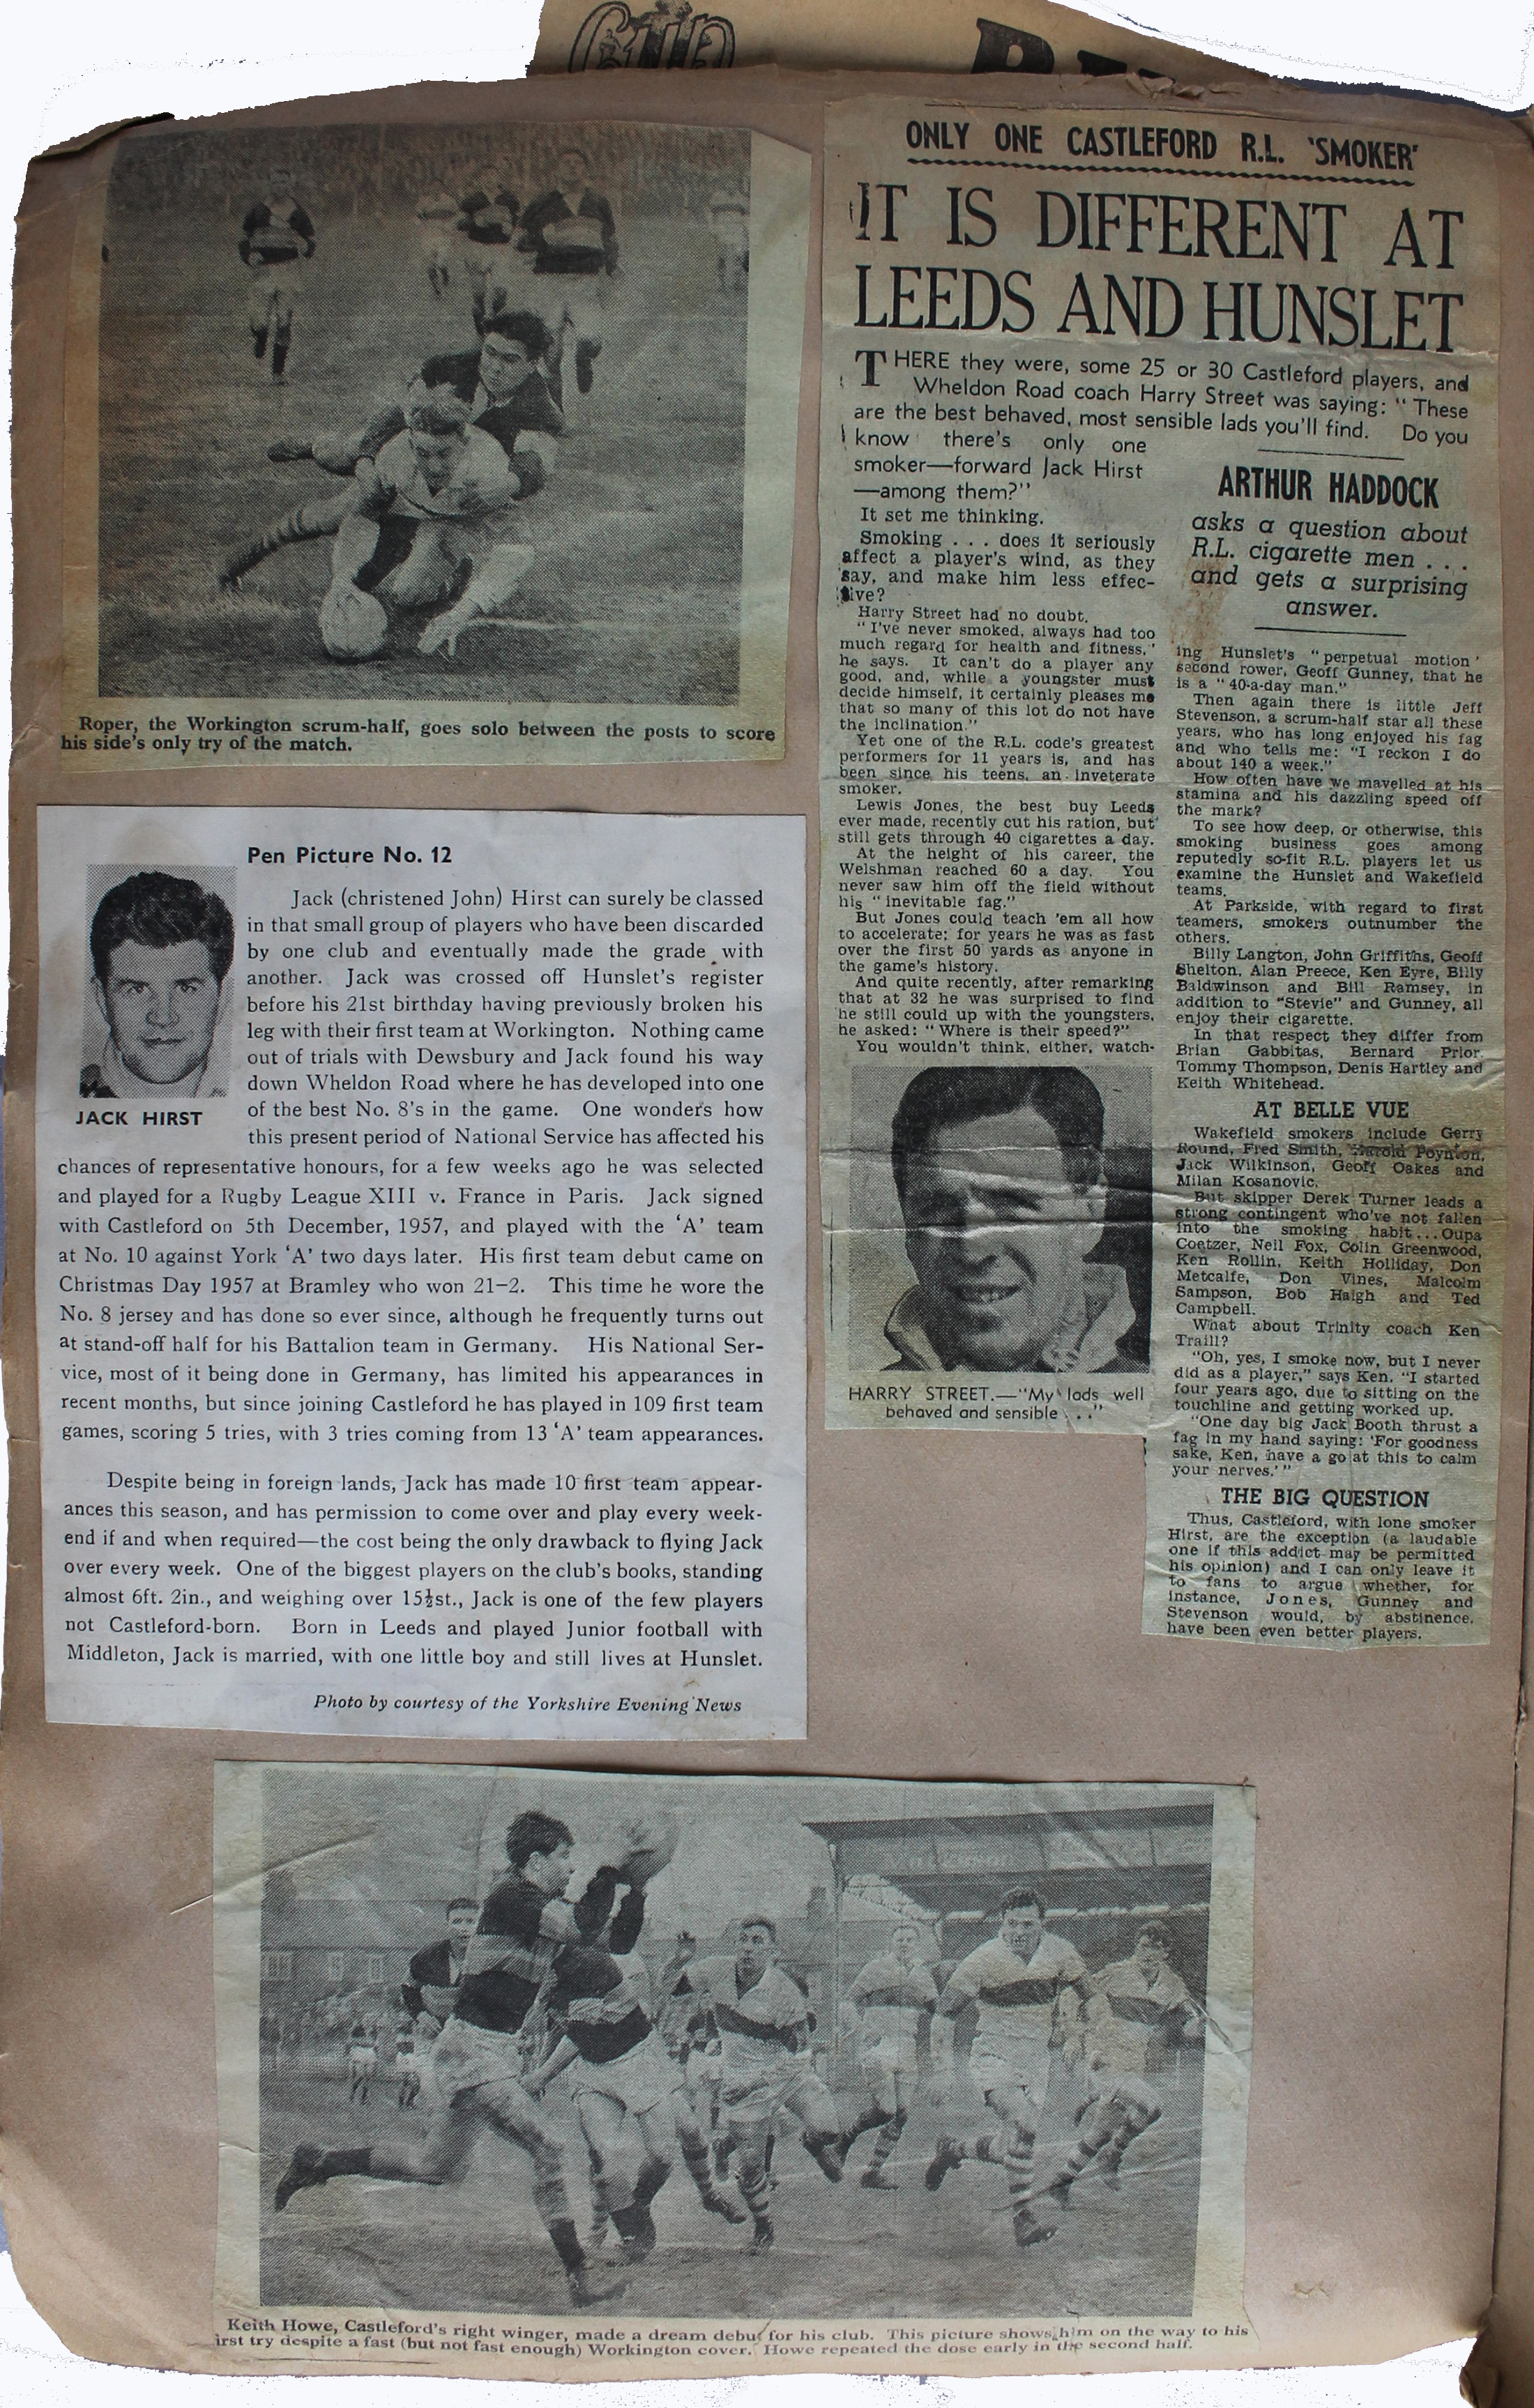 Cup
Roper, the Workington scrum-half, goes solo between the posts to score
his side's only try of the match.
Pen Picture No. 12
JACK HIRST
Jack (christened John) Hirst can surely be classed
in that small group of players who have been discarded
by one club and eventually made the grade with
another. Jack was crossed off Hunslet's register
before his 21st birthday having previously broken his
leg with their first team at Workington. Nothing came
out of trials with Dewsbury and Jack found his way
down Wheldon Road where he has developed into one
of the best No. 8's in the game. One wonders how
this present period of National Service has affected his
chances of representative honours, for a few weeks ago he was selected
and played for a Rugby League XIII v. France in Paris. Jack signed
with Castleford on 5th December, 1957, and played with the 'A' team
at No. 10 against York 'A' two days later. His first team debut came on
Christmas Day 1957 at Bramley who won 21-2. This time he wore the
No. 8 jersey and has done so ever since, although he frequently turns out
at stand-off half for his Battalion team in Germany. His National Ser-
vice, most of it being done in Germany, has limited his appearances in
recent months, but since joining Castleford he has played in 109 first team
games, scoring 5 tries, with 3 tries coming from 13 'A' team appearances.
Despite being in foreign lands, Jack has made 10 first team appear-
ances this season, and has permission to come over and play every week-
end if and when required—the cost being the only drawback to flying Jack
over every week. One of the biggest players on the club's books, standing
almost 6ft. 2in., and weighing over 15½st., Jack is one of the few players
not Castleford-born. Born in Leeds and played Junior football with
Middleton, Jack is married, with one little boy and still lives at Hunslet.
Photo by courtesy of the Yorkshire Evening News
ONLY ONE CASTLEFORD R.L. 'SMOKER'
IT IS DIFFERENT AT
LEEDS AND HUNSLET
THERE they were, some 25 or 30 Castleford players, and
Wheldon Road coach Harry Street was saying: "These
are the best behaved, most sensible lads you'll find. Do you
know there's only one
smoker—forward Jack Hirst
—among them?"
It set me thinking.
Smoking . . . does it seriously
affect a player's wind, as they
say, and make him less effec-
tive?
Harry Street had no doubt.
"I've never smoked, always had too
much regard for health and fitness,'
he says. It can't do a player any
good, and, while a youngster must
decide himself, it certainly pleases me
that so many of this lot do not have
the inclination."
Yet one of the R.L. code's greatest
performers for 11 years is, and has
been since his teens, an inveterate
smoker.
Lewis Jones, the best buy Leeds
ever made, recently cut his ration, but
still gets through 40 cigarettes a day.
At the height of his career, the
Welshman reached 60 a day. You
never saw him off the field without
his "inevitable fag."
But Jones could teach 'em all how
to accelerate; for years he was as fast
over the first 50 yards as anyone in
the game's history.
And quite recently, after remarking
that at 32 he was surprised to find
he still could up with the youngsters,
he asked: "Where is their speed?"
You wouldn't think, either, watch-
HARRY STREET.—"My lads well
behaved and sensible . . ."
ARTHUR HADDOCK
asks a question about
R.L. cigarette men . . .
and gets a surprising
answer.
ing Hunslet's "perpetual motion'
second rower, Geoff Gunney, that he
is a "40-a-day man."
Then again there is little Jeff
Stevenson, a scrum-half star all these
years, who has long enjoyed his fag
and who tells me: "I reckon I do
about 140 a week."
How often have we mavelled at his
stamina and his dazzling speed off
the mark?
To see how deep, or otherwise, this
smoking business goes among
reputedly so-fit R.L. players let us
examine the Hunslet and Wakefield
teams.
At Parkside, with regard to first
teamers, smokers outnumber the
others.
Billy Langton, John Griffiths, Geoff
Shelton, Alan Preece, Ken Eyre, Billy
Baldwinson and Bill Ramsey, in
addition to "Stevie" and Gunney, all
enjoy their cigarette.
In that respect they differ from
Brian Gabbitas, Bernard Prior,
Tommy Thompson, Denis Hartley and
Keith Whitehead.
AT BELLE VUE
Wakefield smokers include Gerry
Round, Fred Smith, Harold Poynton,
Jack Wilkinson, Geoff Oakes and
Milan Kosanovic.
But skipper Derek Turner leads a
strong contingent who've not fallen
into the smoking habit...Oupa
Coetzer, Neil Fox, Colin Greenwood,
Ken Rollin, Keith Holliday, Don
Metcalfe, Don Vines, Malcolm
Sampson, Bob Haigh and Ted
Campbell.
What about Trinity coach Ken
Traill?
"Oh, yes, I smoke now, but I never
did as a player," says Ken. "I started
four years ago, due to sitting on the
touchline and getting worked up.
"One day big Jack Booth thrust a
fag in my hand saying: 'For goodness
sake, Ken, have a go at this to calm
your nerves.'"
THE BIG QUESTION
Thus, Castleford, with lone smoker
Hirst, are the exception (a laudable
one if this addict may be permitted
his opinion) and I can only leave it
to fans to argue whether, for
instance, Jones, Gunney and
Stevenson would, by abstinence,
have been even better players.
Keith Howe, Castleford's right winger, made a dream debut for his club. This picture shows him on the way to his
irst try despite a fast (but not fast enough) Workington cover. Howe repeated the dose early in the second half.